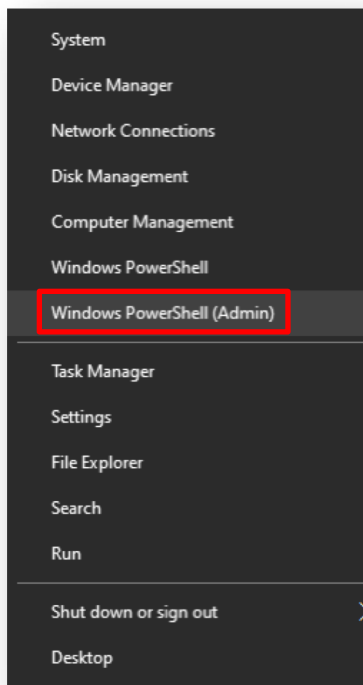 System
Device Manager
Network Connections
Disk Management
Computer Management
Windows PowerShell
Windows PowerShell (Admin)
Task Manager
Settings
File Explorer
Search
Run
Shut down or sign out
Desktop